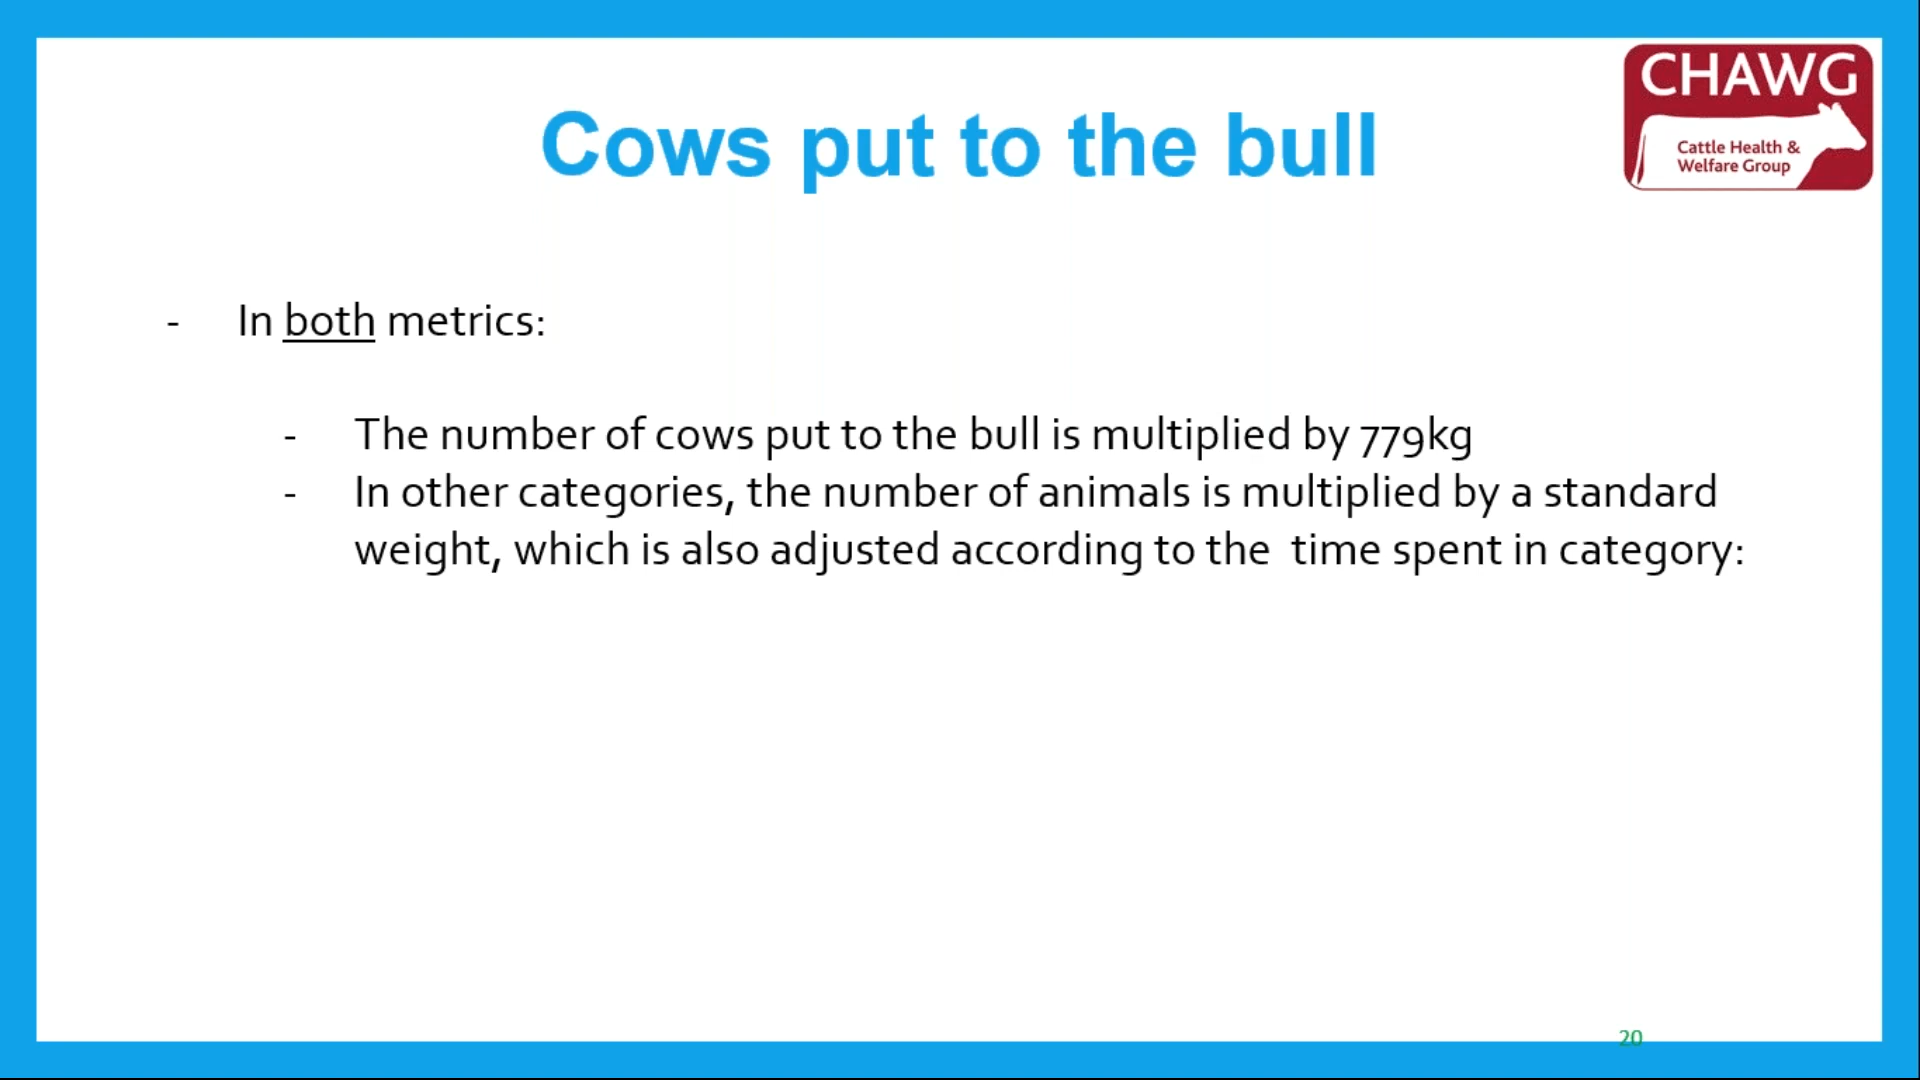 CHAWG
Cattle Health &
Welfare Group
Cows put to the bull
- In both metrics:
- The number of cows put to the bull is multiplied by 779kg
- In other categories, the number of animals is multiplied by a standard
weight, which is also adjusted according to the  time spent in category:
20